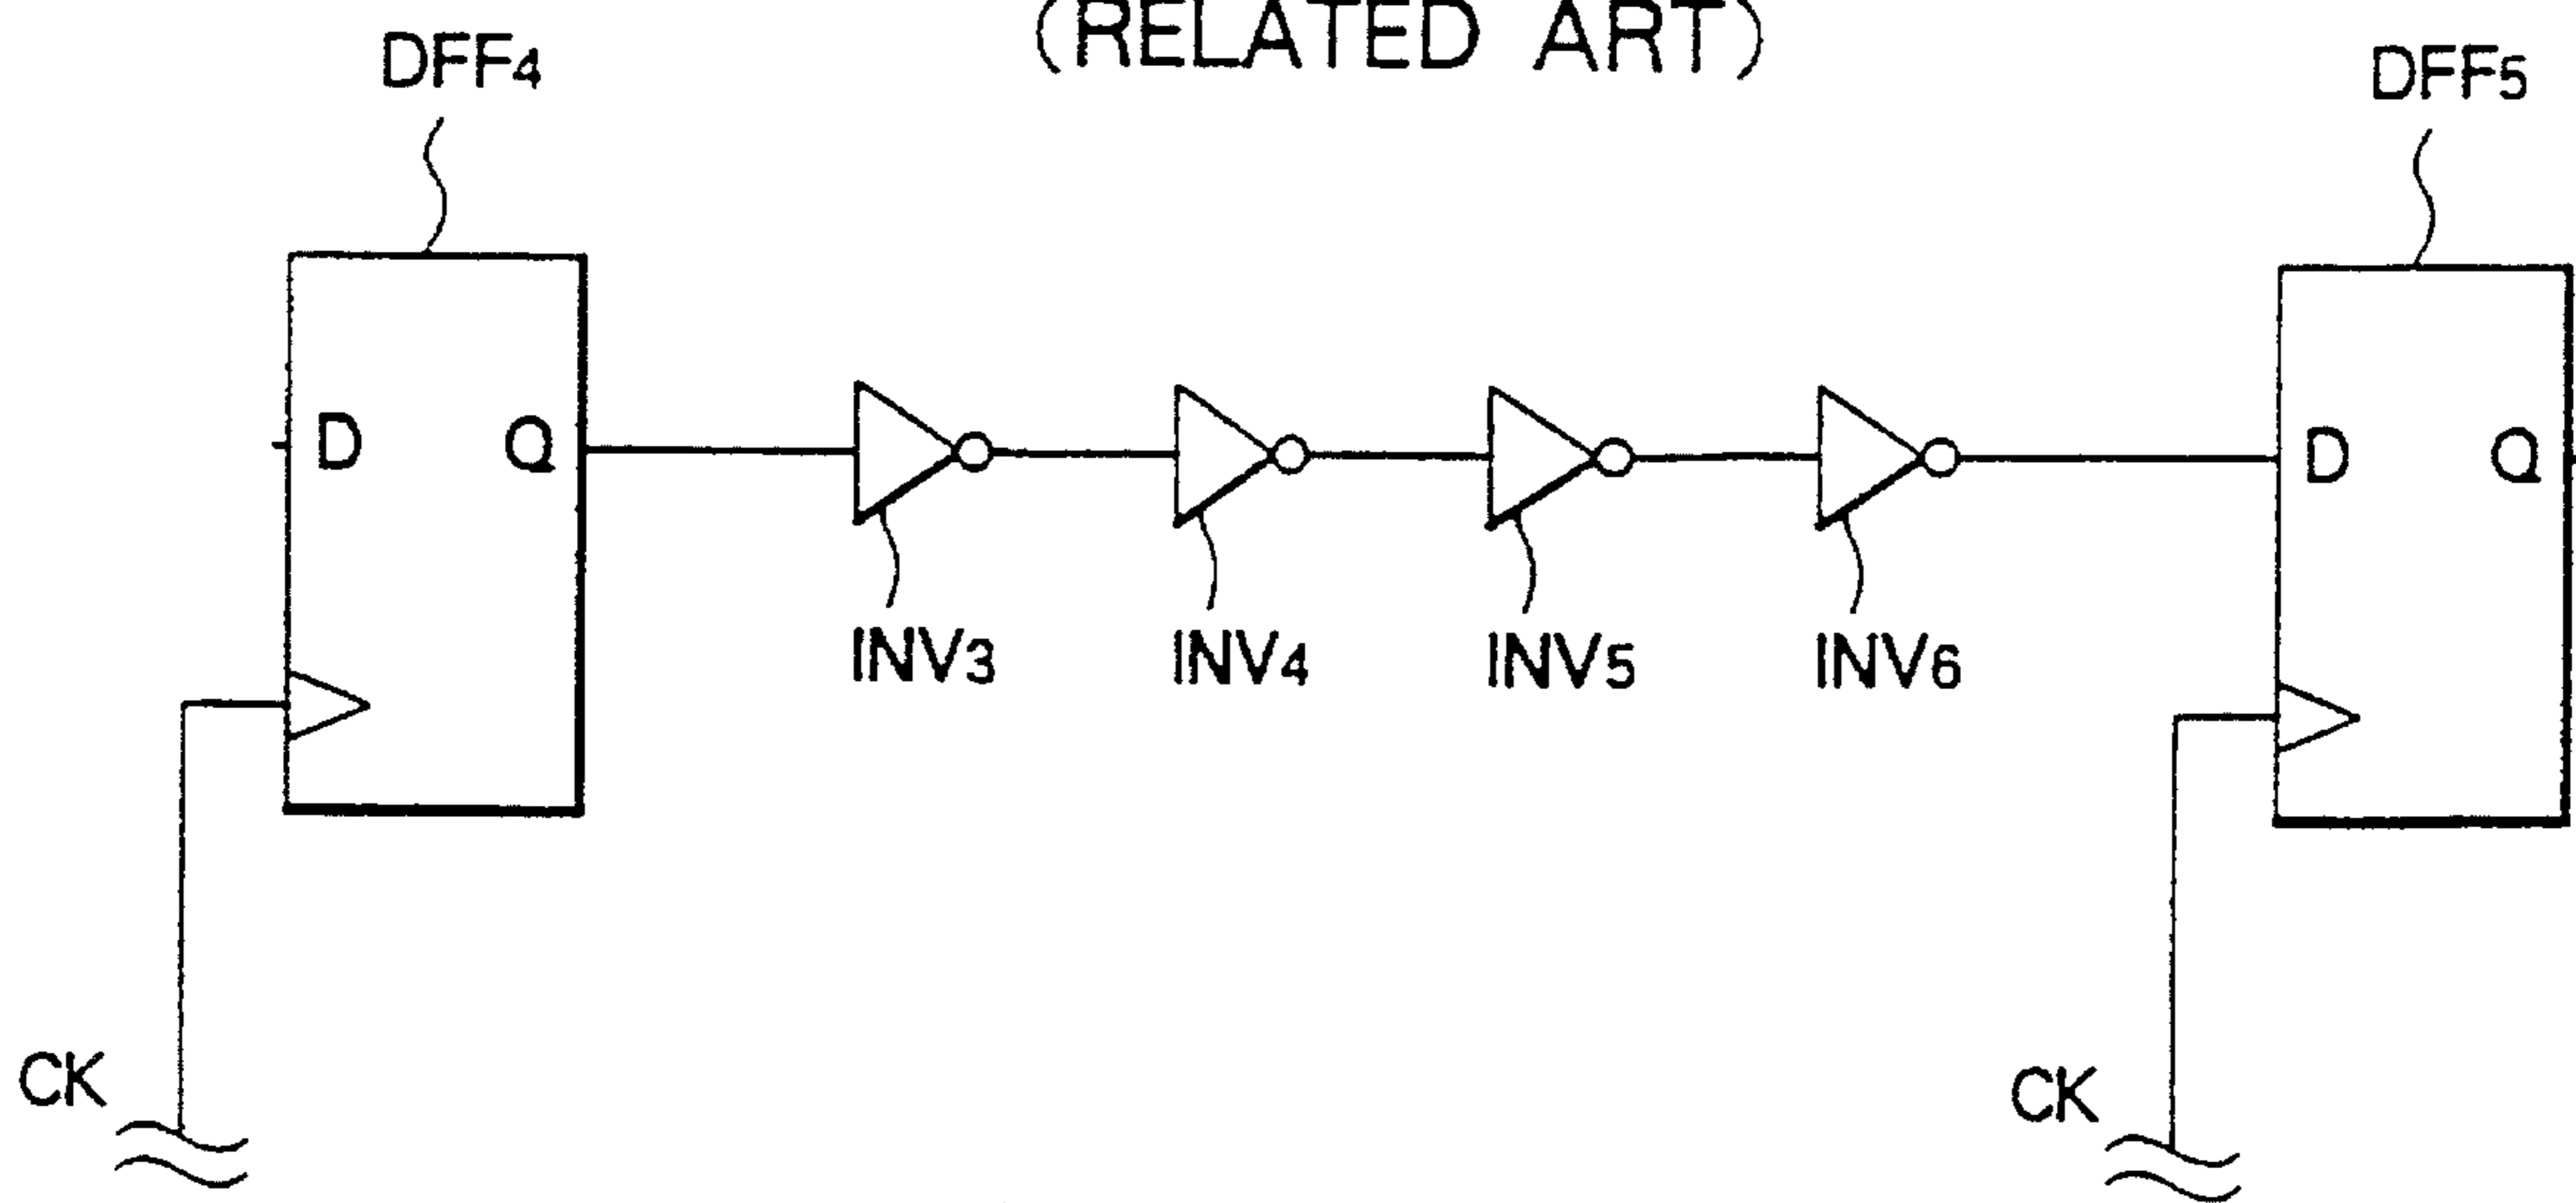 (RELATED ART)
DFF4
DFF5
D Q
D Q
INV3 INV4 INV5 INV6
CK
CK